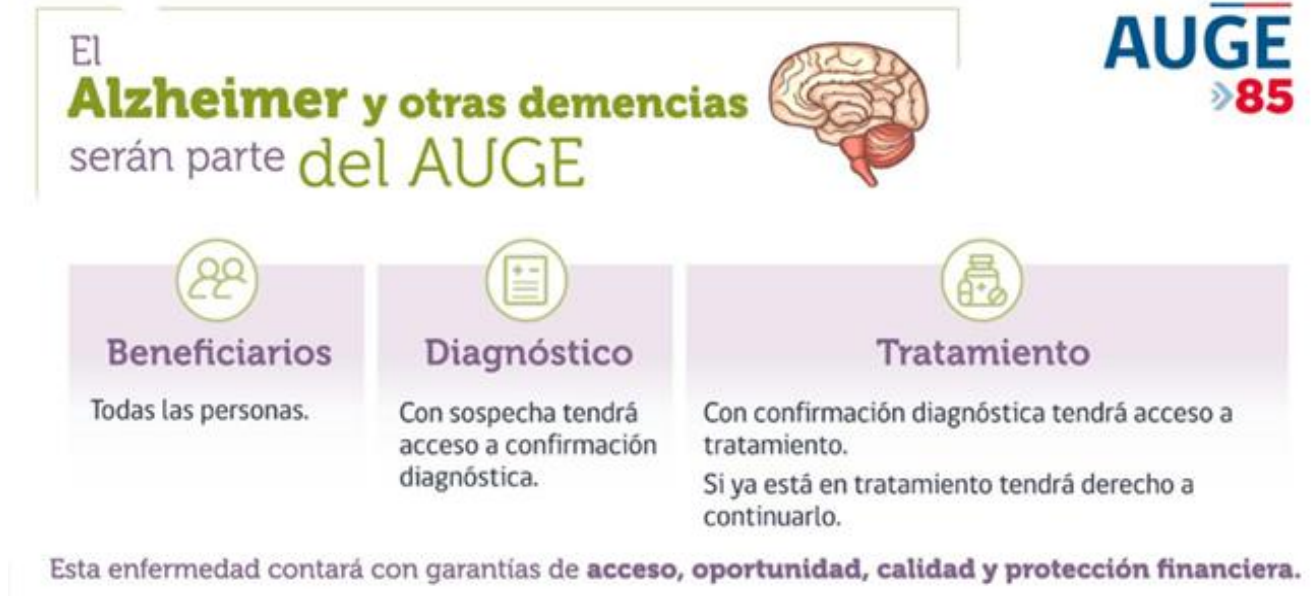 El
Alzheimer y otras demencias
serán parte del AUGE
AUGE
»85
Beneficiarios
Todas las personas.
Diagnóstico
Con sospecha tendrá
acceso a confirmación
diagnóstica.
Tratamiento
Con confirmación diagnóstica tendrá acceso a
tratamiento.
Si ya está en tratamiento tendrá derecho a
continuarlo.
Esta enfermedad contará con garantías de acceso, oportunidad, calidad y protección financiera.